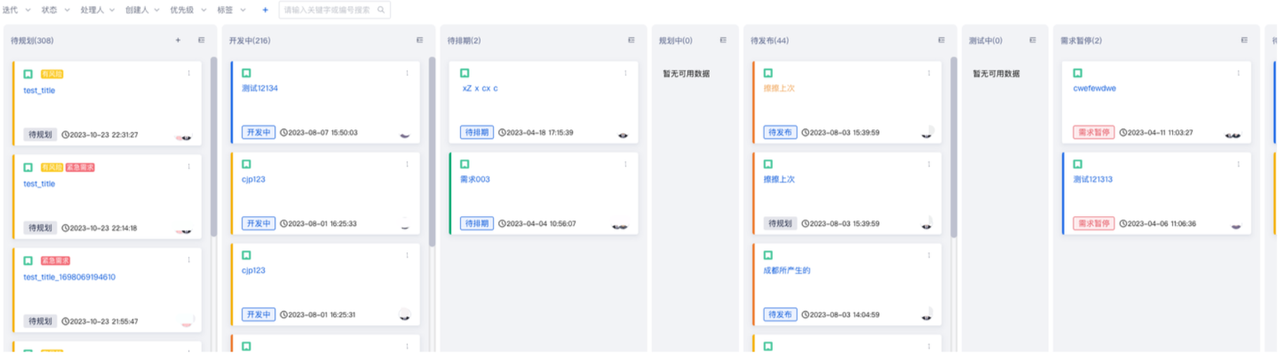 迭代 状态 处理人 创建人 优先级 标签 + 请输入关键字或编号搜索
待规划(308) +
有风险
test_title
待规划 2023-10-23 22:31:27
有风险 紧急需求
test_title
待规划 2023-10-23 22:14:18
紧急需求
test_title_1698069194610
待规划 2023-10-23 21:55:47
开发中(216)
测试12134
开发中 2023-08-07 15:50:03
cjp123
开发中 2023-08-01 16:25:33
cjp123
开发中 2023-08-01 16:25:31
待排期(2)
xZ x cx c
待排期 2023-04-18 17:15:39
需求003
待排期 2023-04-04 10:56:07
规划中(0)
暂无可用数据
待发布(44)
擦擦上次
待发布 2023-08-03 15:39:59
擦擦上次
待规划 2023-08-03 15:39:59
成都所产生的
待发布 2023-08-03 14:04:59
测试中(0)
暂无可用数据
需求暂停(2)
cwefewdwe
需求暂停 2023-04-11 11:03:27
测试121313
需求暂停 2023-04-06 11:06:36